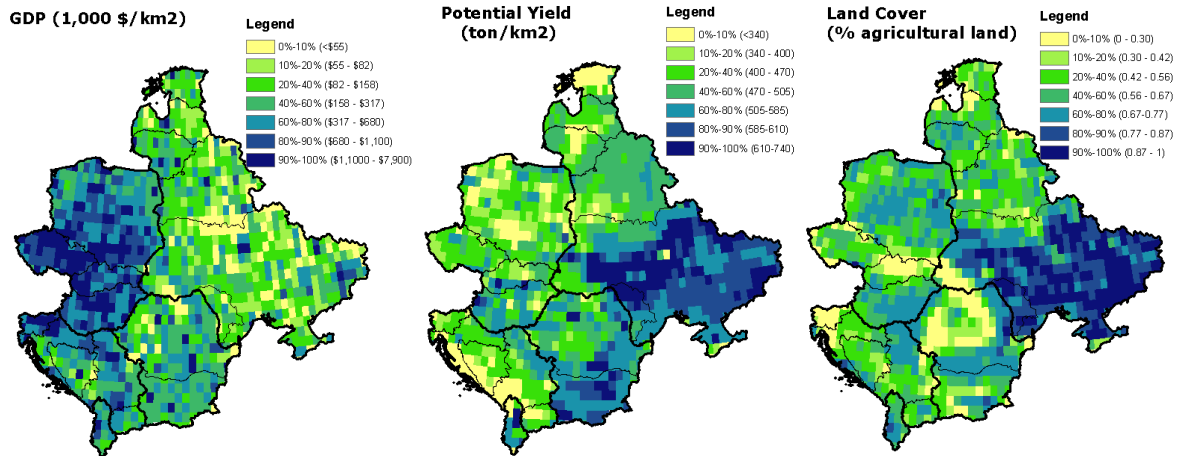 GDP (1,000 $/km2)
Legend
0%-10% (<$55)
10%-20% ($55 - $82)
20%-40% ($82 - $158)
40%-60% ($158 - $317)
60%-80% ($317 - $680)
80%-90% ($680 - $1,100)
90%-100% ($1,1000 - $7,900)
Potential Yield
(ton/km2)
Legend
0%-10% (<340)
10%-20% (340 - 400)
20%-40% (400 - 470)
40%-60% (470 - 505)
60%-80% (505-585)
80%-90% (585-610)
90%-100% (610-740)
Land Cover
(% agricultural land)
Legend
0%-10% (0 - 0.30)
10%-20% (0.30 - 0.42)
20%-40% (0.42 - 0.56)
40%-60% (0.56 - 0.67)
60%-80% (0.67-0.77)
80%-90% (0.77 - 0.87)
90%-100% (0.87 - 1)